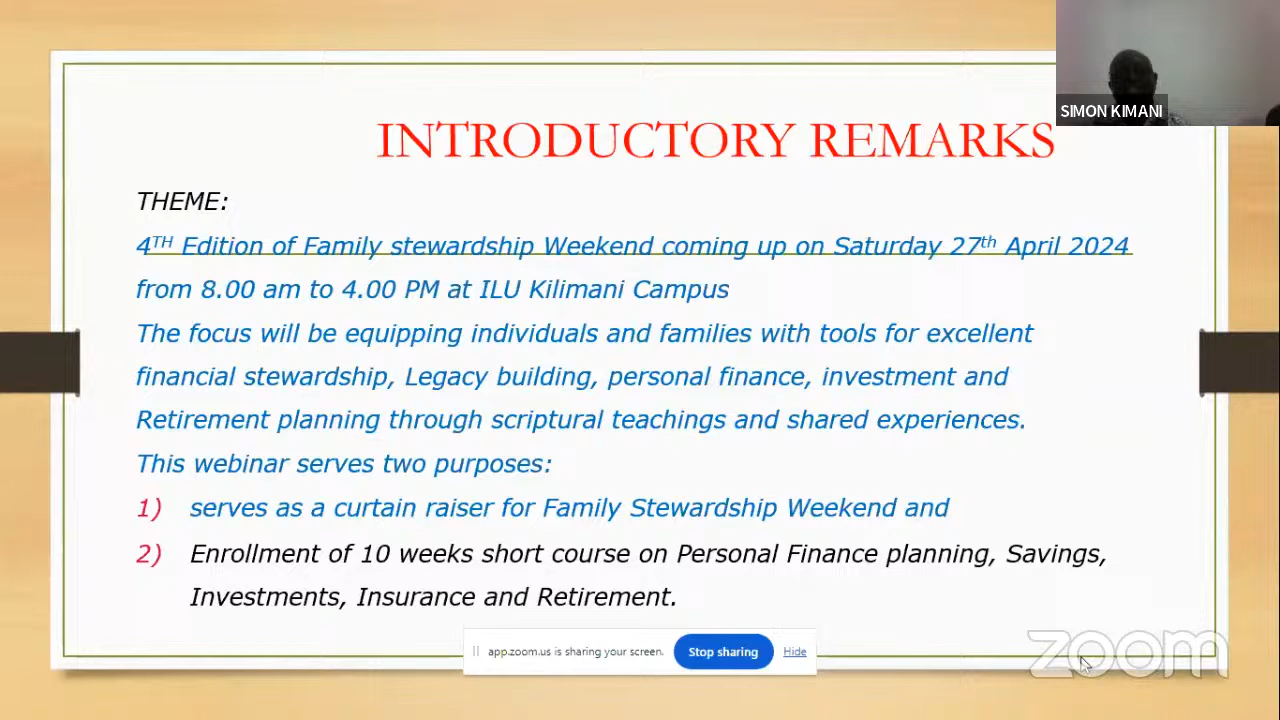 SIMON KIMANI
INTRODUCTORY REMARKS
THEME:
4TH Edition of Family stewardship Weekend coming up on Saturday 27th April 2024
from 8.00 am to 4.00 PM at ILU Kilimani Campus
The focus will be equipping individuals and families with tools for excellent
financial stewardship, Legacy building, personal finance, investment and
Retirement planning through scriptural teachings and shared experiences.
This webinar serves two purposes:
1) serves as a curtain raiser for Family Stewardship Weekend and
2) Enrollment of 10 weeks short course on Personal Finance planning, Savings,
Investments, Insurance and Retirement.
app.zoom.us is sharing your screen. Stop sharing Hide
zoom